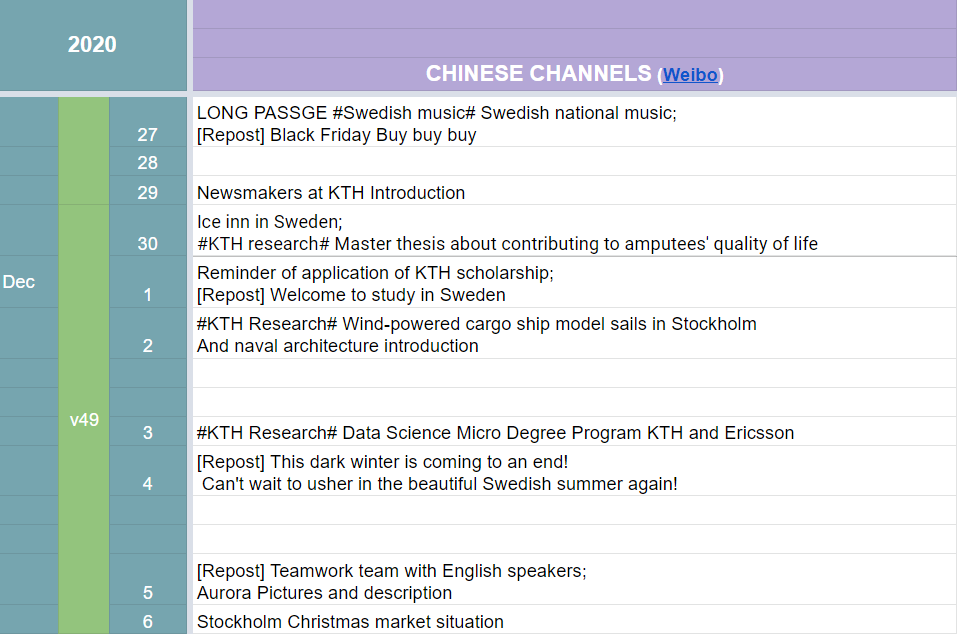 2020
CHINESE CHANNELS (Weibo)
LONG PASSGE #Swedish music# Swedish national music;
27 [Repost] Black Friday Buy buy buy
28
29 Newsmakers at KTH Introduction
Ice inn in Sweden;
30 #KTH research# Master thesis about contributing to amputees' quality of life
Dec
Reminder of application of KTH scholarship;
1 [Repost] Welcome to study in Sweden
#KTH Research# Wind-powered cargo ship model sails in Stockholm
2 And naval architecture introduction
v49
3 #KTH Research# Data Science Micro Degree Program KTH and Ericsson
[Repost] This dark winter is coming to an end!
4 Can't wait to usher in the beautiful Swedish summer again!
[Repost] Teamwork team with English speakers;
5 Aurora Pictures and description
6 Stockholm Christmas market situation